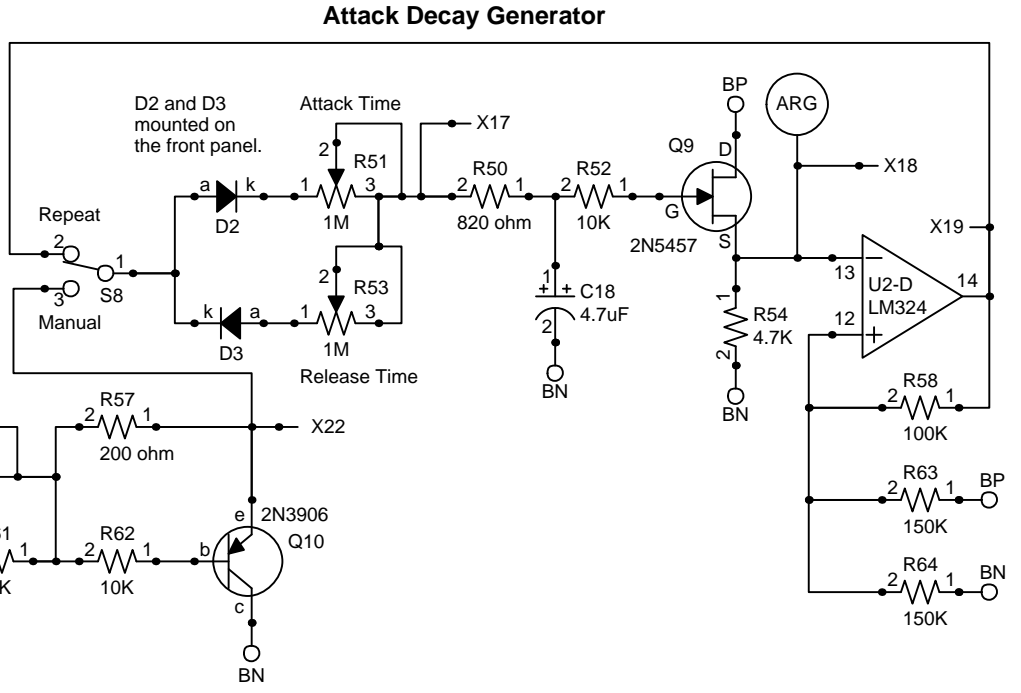 Attack Decay Generator
D2 and D3
mounted on
the front panel.
Attack Time
X17
BP
ARG
2
R51
Q9
D
X18
a
k
1
3
2
R50
1
2
R52
1
D2
1M
820 ohm
10K
G
S
2N5457
X19
Repeat
2
1
S8
3
Manual
2
R53
k
a
1
3
D3
1M
Release Time
1
+
+
C18
4.7uF
2
BN
1
R54
4.7K
2
BN
13
U2-D
LM324
14
12
2
R58
1
100K
R57
2
1
200 ohm
X22
R63
2
1
150K
BP
R64
2
1
150K
BN
1
K
2
R62
1
10K
b
e
2N3906
Q10
c
BN